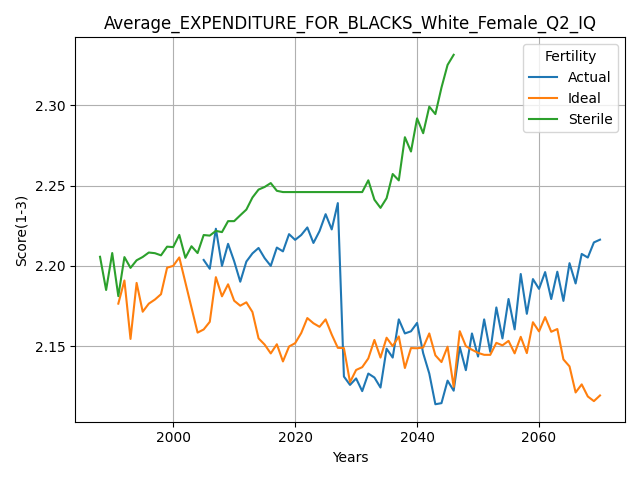 Average_EXPENDITURE_FOR_BLACKS_White_Female_Q2_IQ
Fertility
Actual
Ideal
Sterile
Score(1-3)
2.30
2.25
2.20
2.15
2000
2020
2040
2060
Years